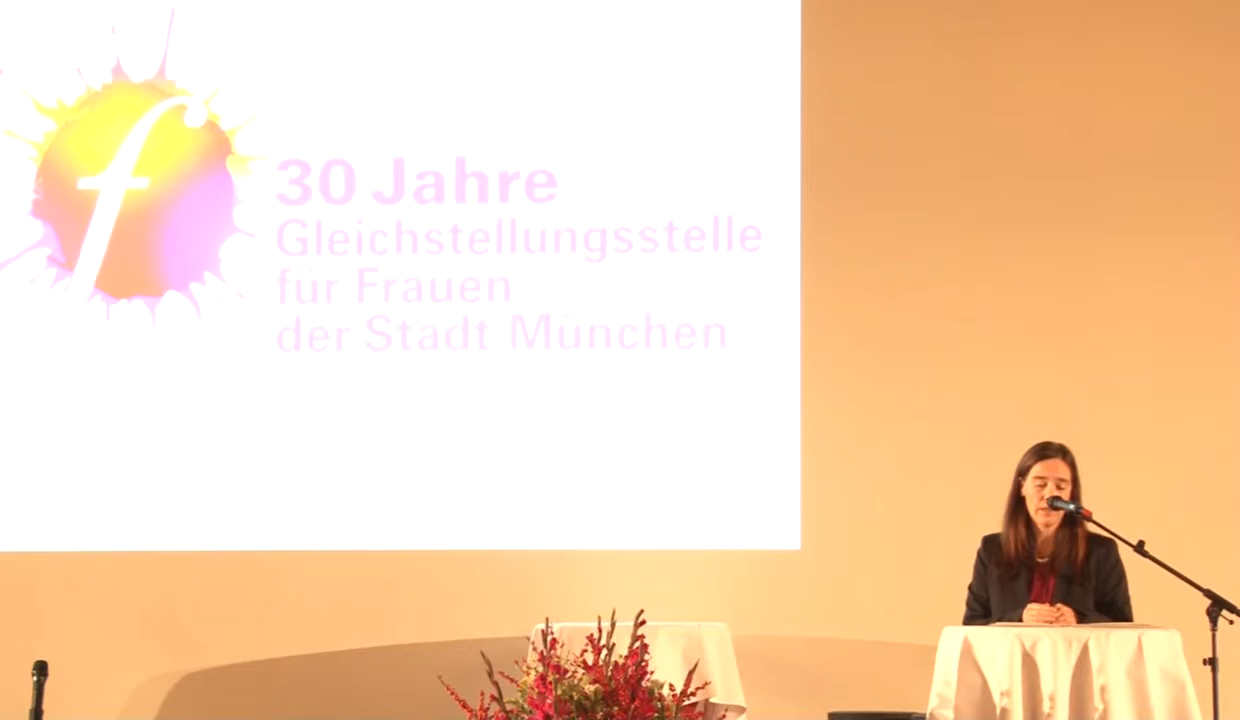 f
30 Jahre
Gleichstellungsstelle
für Frauen
der Stadt München